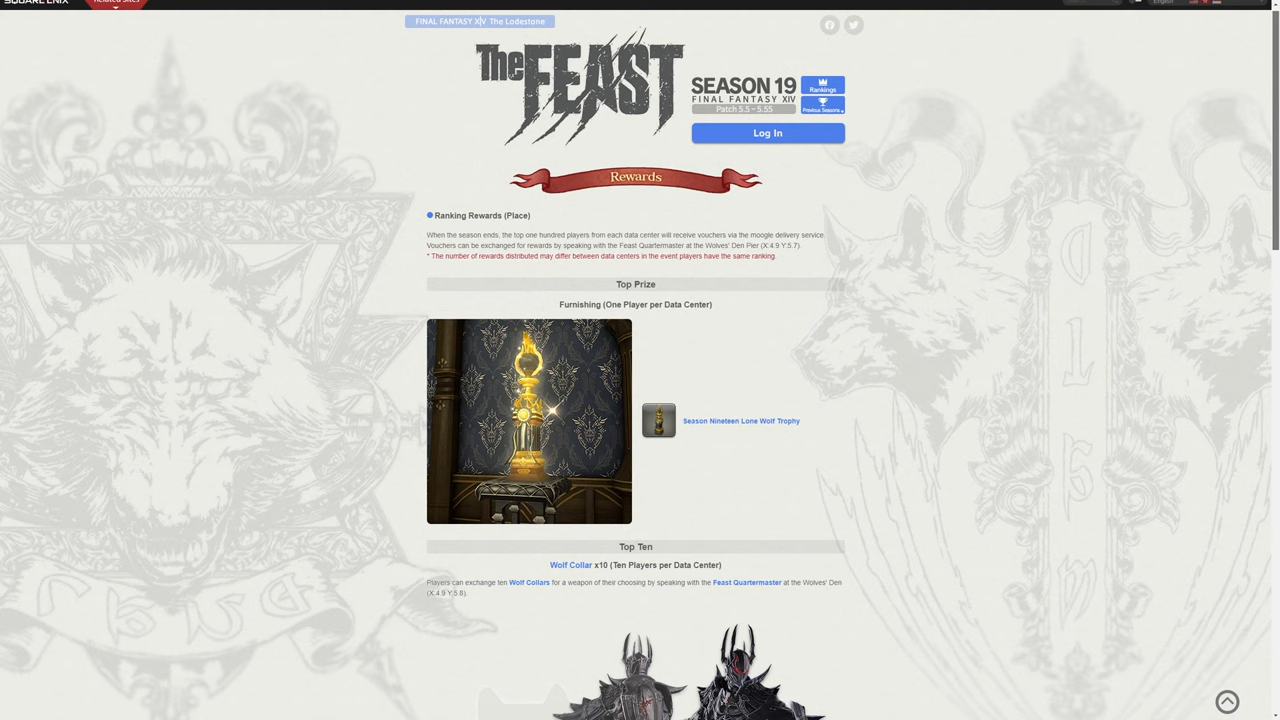 SQUARE ENIX
Related Sites
English
FINAL FANTASY XIV The Lodestone
The FEAST
SEASON 19
FINAL FANTASY XIV
Patch 5.5 – 5.55
Rankings
Previous Seasons
Log In
Rewards
Ranking Rewards (Place)
When the season ends, the top one hundred players from each data center will receive vouchers via the moogle delivery service.
Vouchers can be exchanged for rewards by speaking with the Feast Quartermaster at the Wolves' Den Pier (X:4.9 Y:5.7).
* The number of rewards distributed may differ between data centers in the event players have the same ranking.
Top Prize
Furnishing (One Player per Data Center)
Season Nineteen Lone Wolf Trophy
Top Ten
Wolf Collar x10 (Ten Players per Data Center)
Players can exchange ten Wolf Collars for a weapon of their choosing by speaking with the Feast Quartermaster at the Wolves' Den
(X:4.9 Y:5.8).